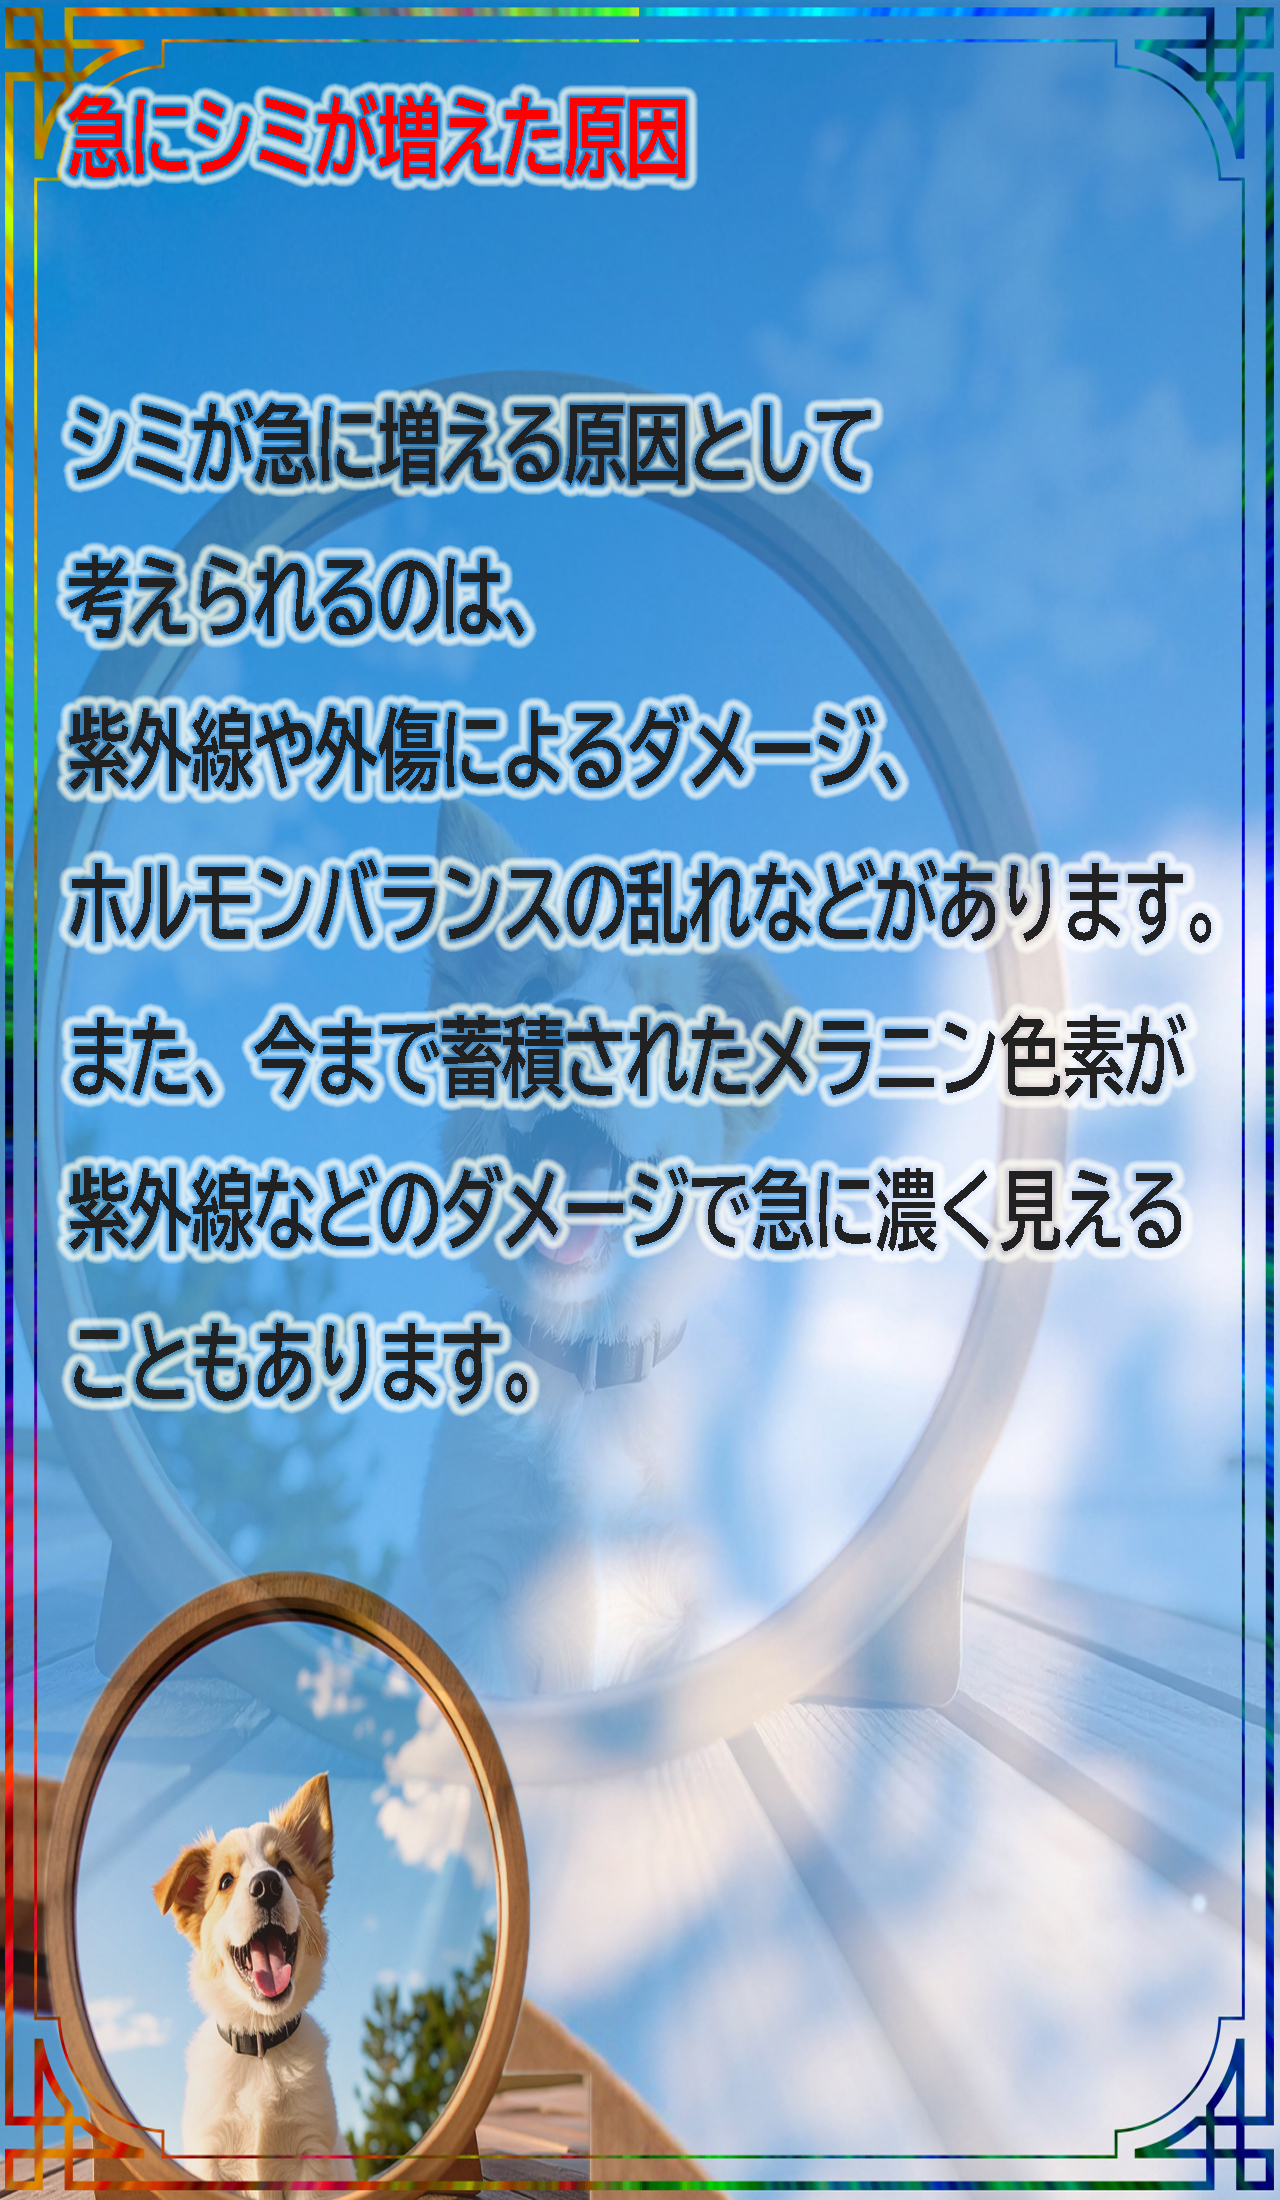 急にシミが増えた原因
シミが急に増える原因として
考えられるのは、
紫外線や外傷によるダメージ、
ホルモンバランスの乱れなどがあります。
また、今まで蓄積されたメラニン色素が
紫外線などのダメージで急に濃く見える
こともあります。